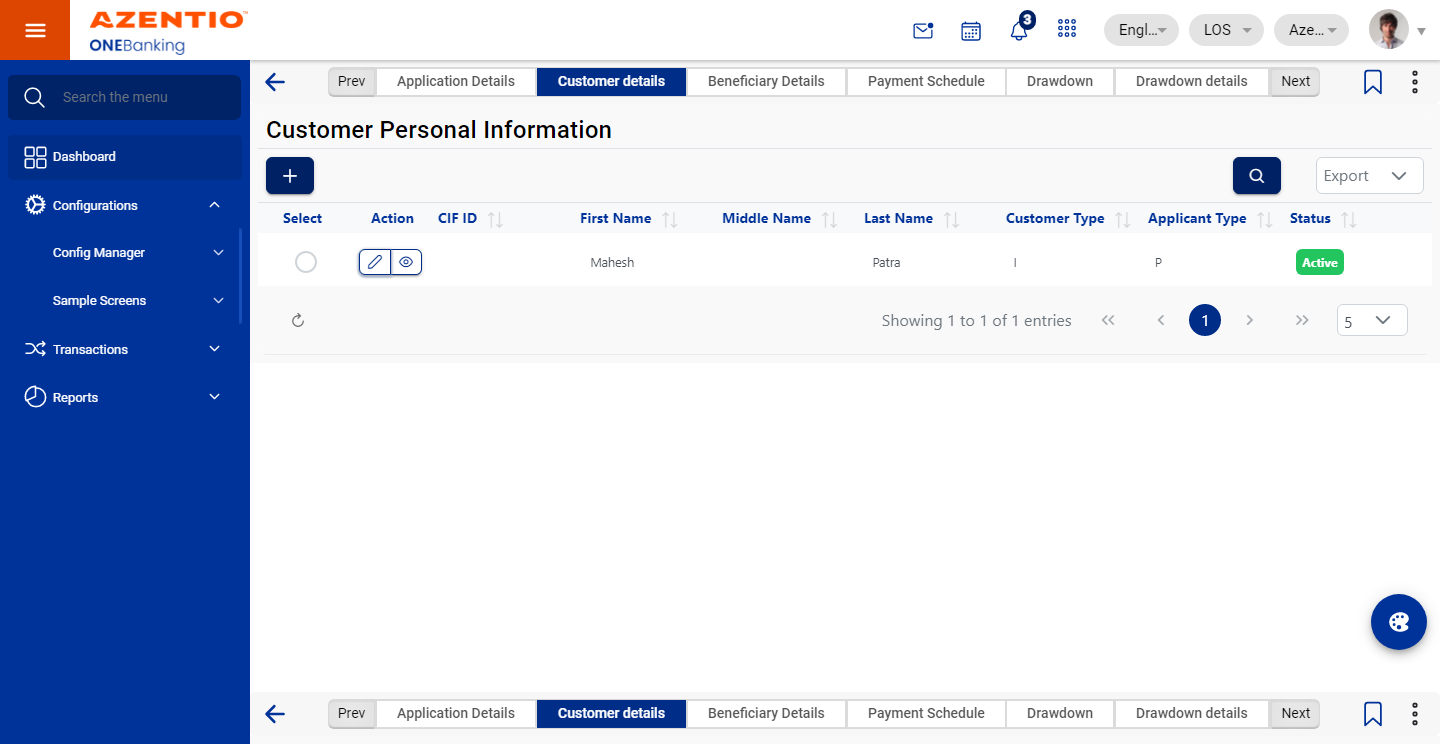 AZENTIO™
ONEBanking
3
Engl...
LOS
Aze...
Search the menu
Dashboard
Configurations
Config Manager
Sample Screens
Transactions
Reports
Prev Application Details Customer details Beneficiary Details Payment Schedule Drawdown Drawdown details Next
Customer Personal Information
+
Export
Select Action CIF ID First Name Middle Name Last Name Customer Type Applicant Type Status
Mahesh Patra I P Active
Showing 1 to 1 of 1 entries 1 5
Prev Application Details Customer details Beneficiary Details Payment Schedule Drawdown Drawdown details Next